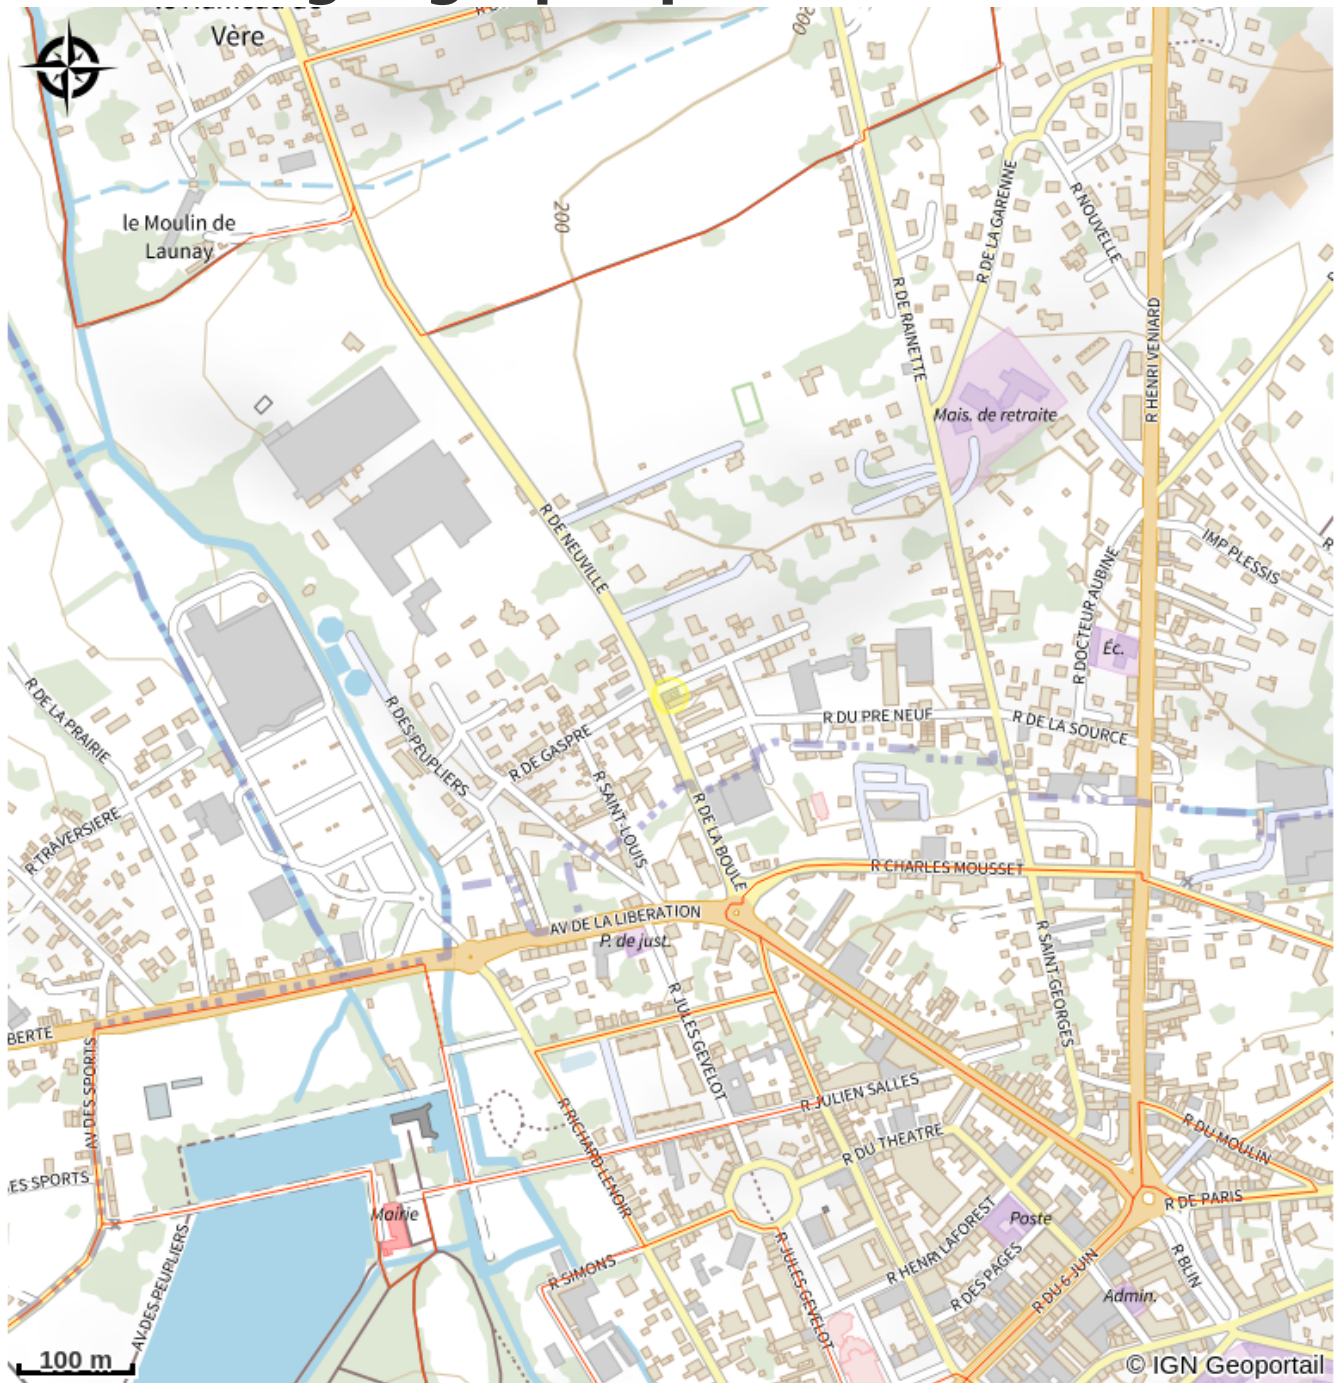 Vère
200
le Moulin de
Launay
200
R DE LA GARENNE
R NOUVELLE
R DE RAINETTE
R HENRI VENIARD
Mais. de retraite
R DE NEUVILLE
IMP PLESSIS
R DOCTEUR AUBINE
Éc.
R DE LA PRAIRIE
R DES PEUPLIERS
R DE GASPRE
R DU PRE NEUF
R DE LA SOURCE
R SAINT-LOUIS
R DE LA BOULE
R TRAVERSIERE
R CHARLES MOUSSET
AV DE LA LIBERATION
P. de just.
R SAINT-GEORGES
BERTE
AV DES SPORTS
R JULES GEVELOT
R JULIEN SALLES
R RICHARD LENOIR
R DU THEATRE
R DU MOULIN
ES SPORTS
R DE PARIS
Mairie
Poste
R HENRI LAFOREST
AV-DES-PEUPLIERS
R SIMONS
R JULES GEVELOT
R DES PAGES
R DU 6 JUIN
R BLIN
Admin.
100 m
© IGN Geoportail